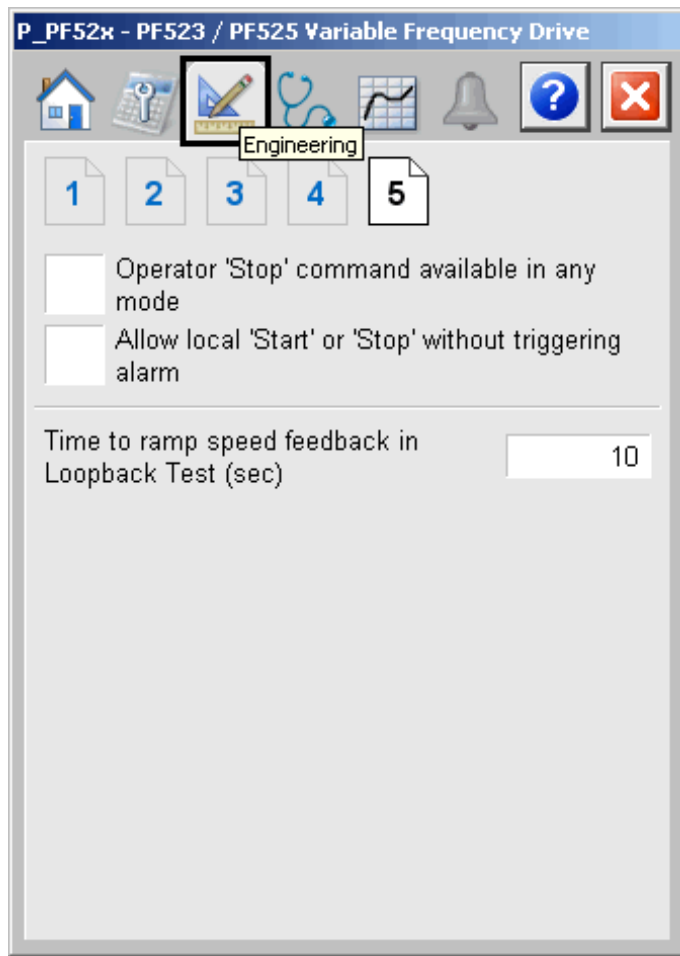 P_PF52x - PF523 / PF525 Variable Frequency Drive
?
Engineering
1 2 3 4 5
Operator 'Stop' command available in any
mode
Allow local 'Start' or 'Stop' without triggering
alarm
Time to ramp speed feedback in
Loopback Test (sec)
10